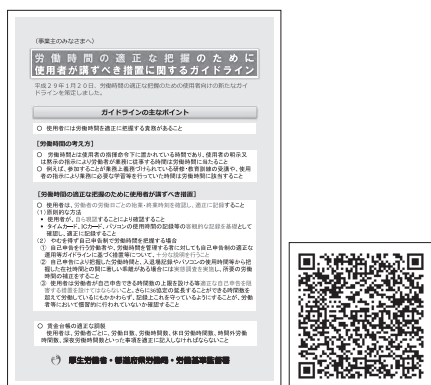 （事業主のみなさまへ）
労働時間の適正な把握のために
使用者が講ずべき措置に関するガイドライン
平成２９年１月２０日、労働時間の適正な把握のための使用者向けの新たなガイ
ドラインを策定しました。
ガイドラインの主なポイント
○ 使用者には労働時間を適正に把握する責務があること
［労働時間の考え方］
○ 労働時間とは使用者の指揮命令下に置かれている時間であり、使用者の明示又
は黙示の指示により労働者が業務に従事する時間は労働時間に当たること
○ 例えば、参加することが業務上義務づけられている研修・教育訓練の受講や、使用
者の指示により業務に必要な学習等を行っていた時間は労働時間に該当すること
［労働時間の適正な把握のために使用者が講ずべき措置］
○ 使用者は、労働者の労働日ごとの始業・終業時刻を確認し、適正に記録すること
（１）原則的な方法
・ 使用者が、自ら現認することにより確認すること
・ タイムカード、ICカード、パソコンの使用時間の記録等の客観的な記録を基礎として
確認し、適正に記録すること
（２） やむを得ず自己申告制で労働時間を把握する場合
① 自己申告を行う労働者や、労働時間を管理する者に対しても自己申告制の適正な
運用等ガイドラインに基づく措置等について、十分な説明を行うこと
② 自己申告により把握した労働時間と、入退場記録やパソコンの使用時間等から把
握した在社時間との間に著しい乖離がある場合には実態調査を実施し、所要の労働
時間の補正をすること
③ 使用者は労働者が自己申告できる時間数の上限を設ける等適正な自己申告を阻
害する措置を設けてはならないこと。さらに36協定の延長することができる時間数を
超えて労働しているにもかかわらず、記録上これを守っているようにすることが、労働
者等において慣習的に行われていないか確認すること
○ 賃金台帳の適正な調製
使用者は、労働者ごとに、労働日数、労働時間数、休日労働時間数、時間外労働
時間数、深夜労働時間数といった事項を適正に記入しなければならないこと
厚生労働省・都道府県労働局・労働基準監督署